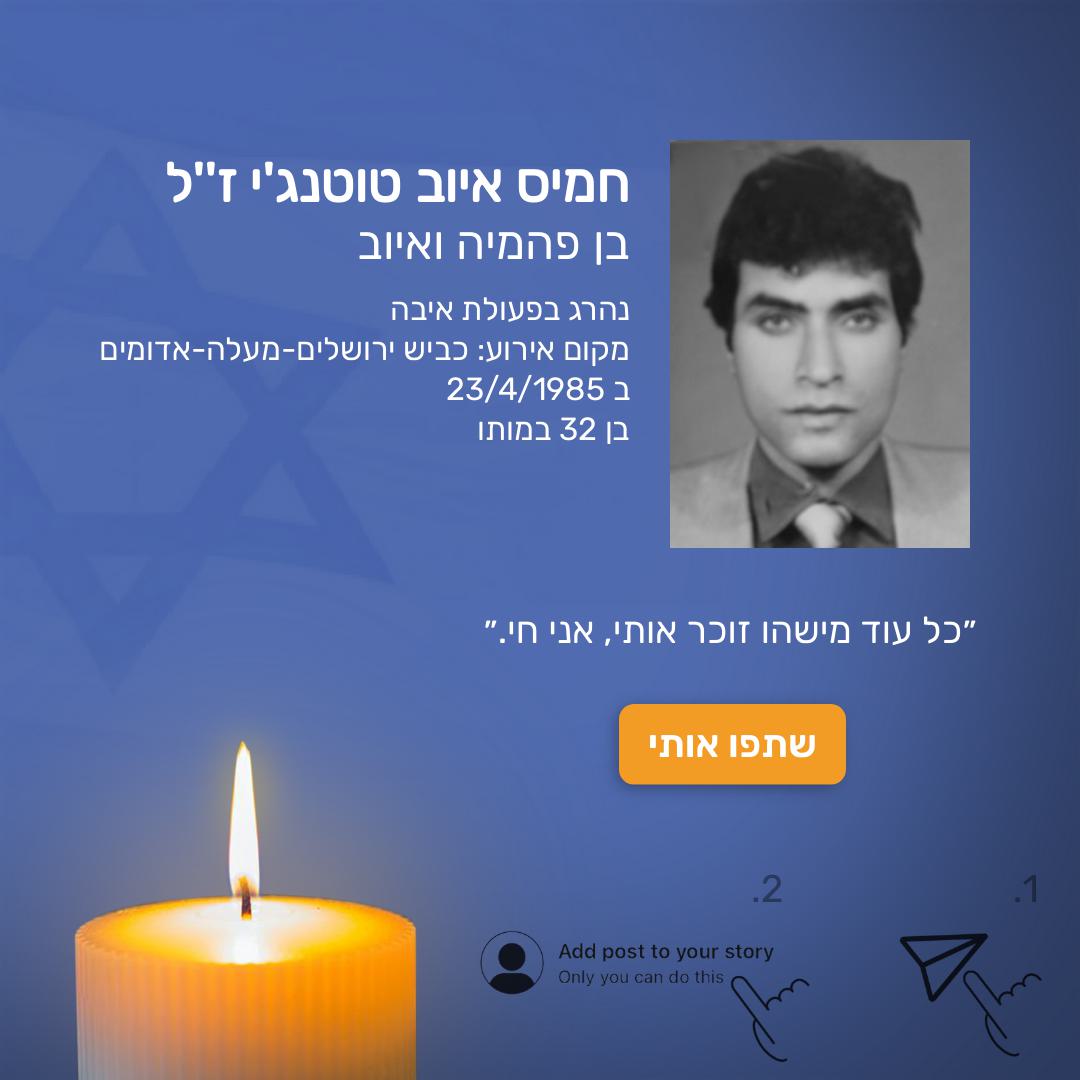 חמיס איוב טוטנג'י ז"ל
בן פהמיה ואיוב
נהרג בפעולת איבה
מקום אירוע: כביש ירושלים-מעלה-אדומים
ב 23/4/1985
בן 32 במותו
״כל עוד מישהו זוכר אותי, אני חי.״
שתפו אותי
.1
.2
Add post to your story
Only you can do this